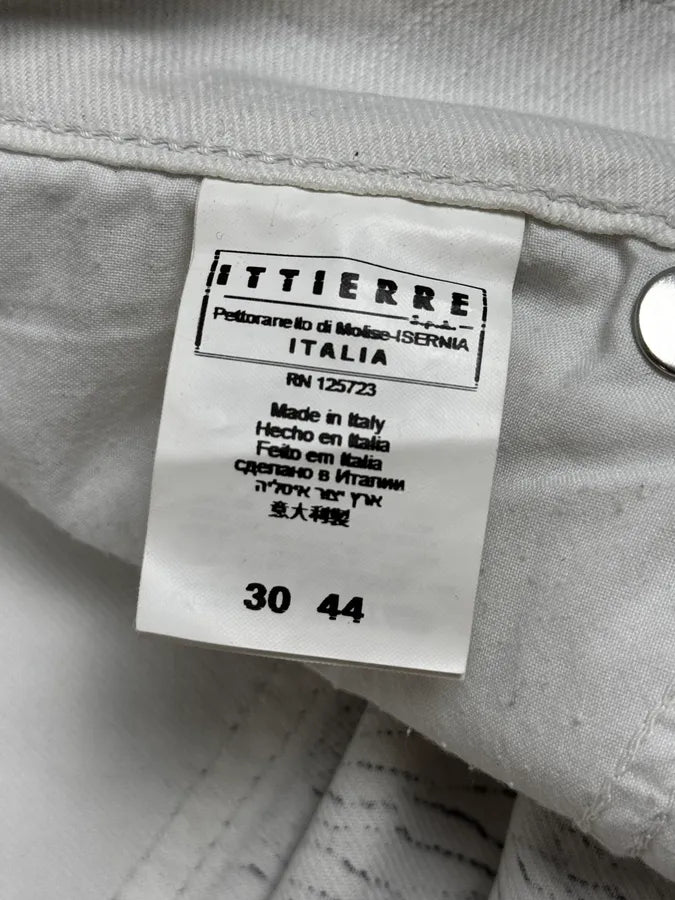 ITTIERRE
S.p.A.
Pettoranello di Molise-ISERNIA
ITALIA
RN 125723
Made in Italy
Hecho en Italia
Feito em Italia
сделано в Италии
ארץ יצור איטליה
意大利製
30 44